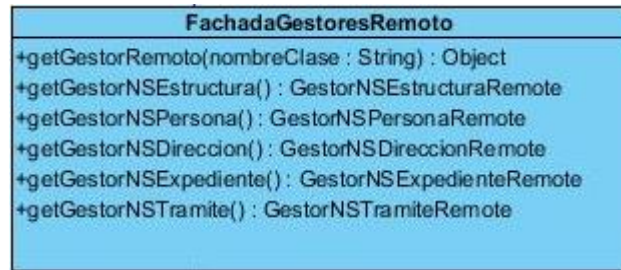 FachadaGestoresRemoto
+getGestorRemoto(nombreClase : String) : Object
+getGestorNSEstructura() : GestorNSEstructuraRemote
+getGestorNSPersona() : GestorNSPersonaRemote
+getGestorNSDireccion() : GestorNSDireccionRemote
+getGestorNSExpediente() : GestorNSExpedienteRemote
+getGestorNSTramite() : GestorNSTramiteRemote